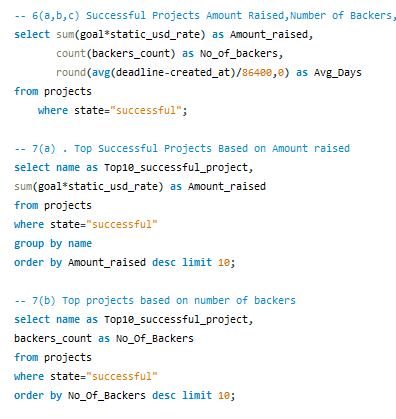 -- 6(a,b,c) Successful Projects Amount Raised,Number of Backers,
select sum(goal*static_usd_rate) as Amount_raised,
count(backers_count) as No_of_backers,
round(avg(deadline-created_at)/86400,0) as Avg_Days
from projects
where state="successful";
-- 7(a) . Top Successful Projects Based on Amount raised
select name as Top10_successful_project,
sum(goal*static_usd_rate) as Amount_raised
from projects
where state="successful"
group by name
order by Amount_raised desc limit 10;
-- 7(b) Top projects based on number of backers
select name as Top10_successful_project,
backers_count as No_Of_Backers
from projects
where state="successful"
order by No_Of_Backers desc limit 10;